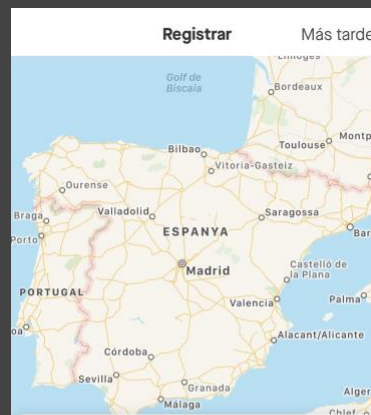 Registrar Más tarde
Limoges
Golf de
Biscaia
Bordeaux
Toulouse
Bilbao
Vitoria-Gasteiz
Ourense
Braga
Valladolid
Saragossa
Porto
ESPANYA
Madrid
Castelló de
la Plana
PORTUGAL
Valencia
Palma
Alacant/Alicante
Córdoba
Sevilla
Granada
Málaga